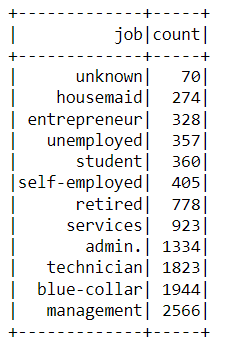 +-------------+-----+
|          job|count|
+-------------+-----+
|      unknown|   70|
|    housemaid|  274|
| entrepreneur|  328|
|   unemployed|  357|
|      student|  360|
|self-employed|  405|
|      retired|  778|
|     services|  923|
|       admin.| 1334|
|   technician| 1823|
|  blue-collar| 1944|
|   management| 2566|
+-------------+-----+